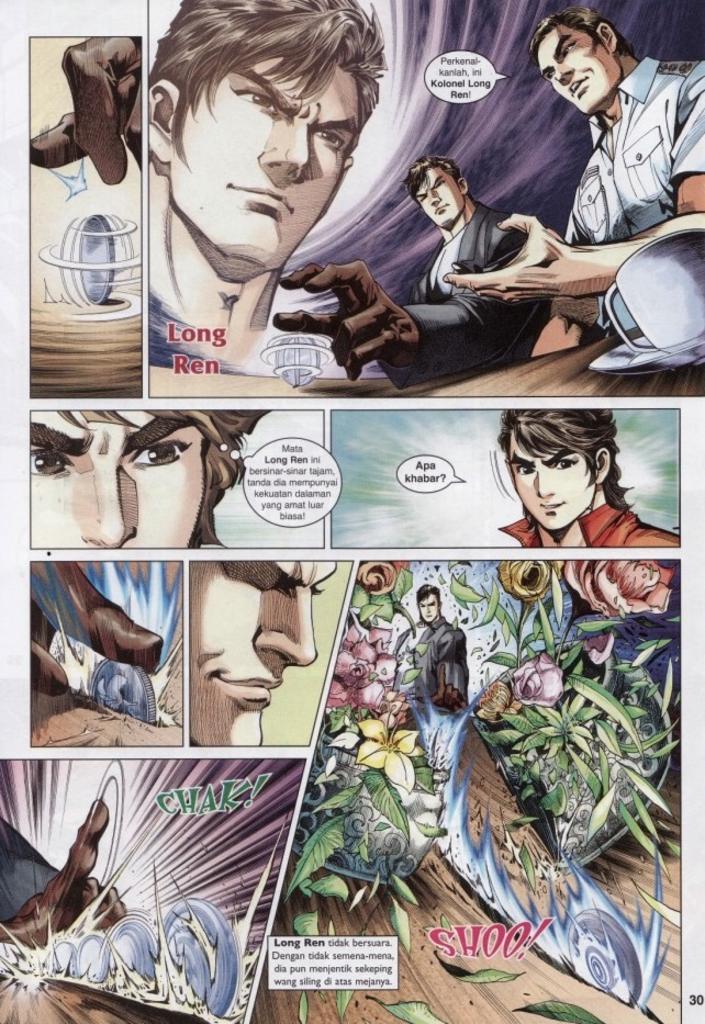 Perkenal-
kanlah, ini
Kolonel Long
Ren!
Long
Ren
Mata
Long Ren ini
bersinar-sinar tajam,
tanda dia mempunyai
kekuatan dalaman
yang amat luar
biasa!
Apa
khabar?
CHAK!
SHOO!
Long Ren tidak bersuara.
Dengan tidak semena-mena,
dia pun menjentik sekeping
wang siling di atas mejanya.
30